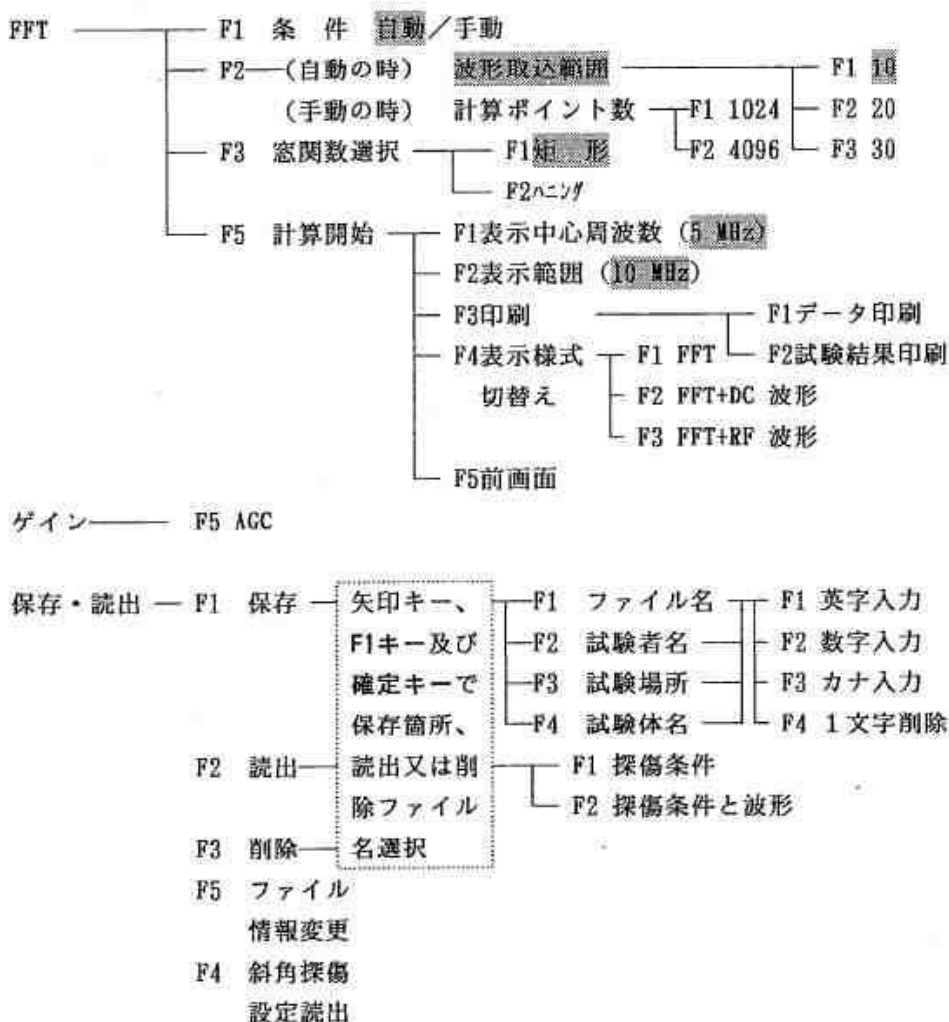 FFT F1 条 件 自動／手動
F2 (自動の時) 波形取込範囲 F1 10
(手動の時) 計算ポイント数 F1 1024 F2 20
F3 窓関数選択 F1 矩 形 F2 4096 F3 30
F2ハニング
F5 計算開始 F1表示中心周波数 (5 MHz)
F2表示範囲 (10 MHz)
F3印刷 F1データ印刷
F4表示様式 F1 FFT F2試験結果印刷
切替え F2 FFT+DC 波形
F3 FFT+RF 波形
F5前画面
ゲイン F5 AGC
保存・読出 F1 保存 矢印キー、 F1 ファイル名 F1 英字入力
F1キー及び F2 試験者名 F2 数字入力
確定キーで F3 試験場所 F3 カナ入力
保存箇所、 F4 試験体名 F4 1文字削除
F2 読出 読出又は削 F1 探傷条件
除ファイル F2 探傷条件と波形
F3 削除 名選択
F5 ファイル
情報変更
F4 斜角探傷
設定読出